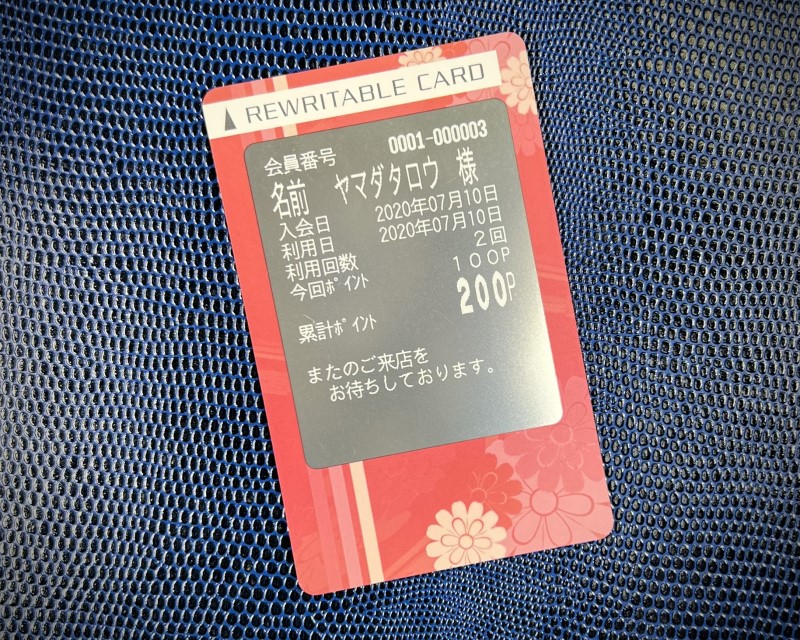 ▲ REWRITABLE CARD
会員番号 0001-000003
名前 ヤマダタロウ 様
入会日 2020年07月10日
利用日 2020年07月10日
利用回数 2回
今回ﾎﾟｲﾝﾄ 100P
累計ﾎﾟｲﾝﾄ 200P
またのご来店を
お待ちしております。